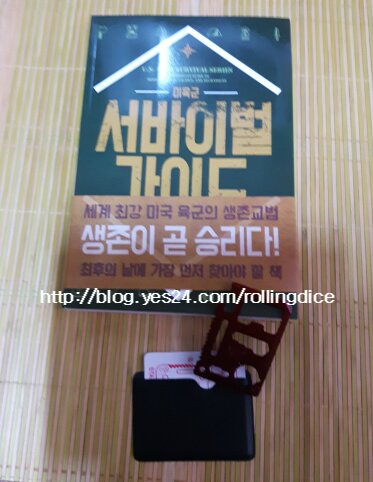 미육군
서바이벌
가이드
세계 최강 미국 육군의 생존교범
생존이 곧 승리다!
최후의 날에 가장 먼저 찾아야 할 책
http://blog.yes24.com/rollingdice